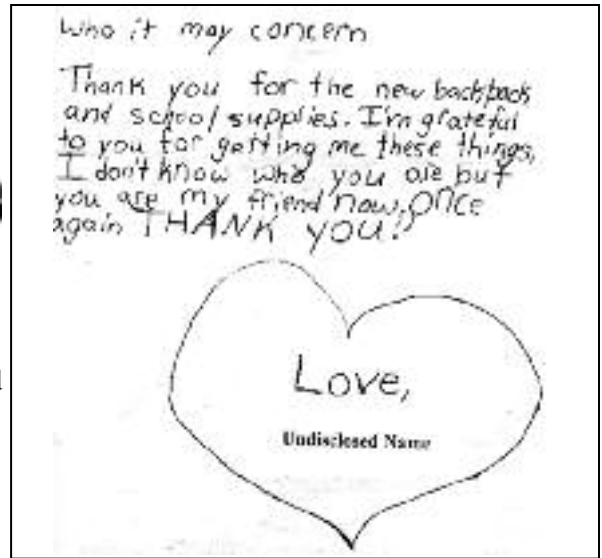 Who it may concern
Thank you for the new backpack
and school supplies. I'm grateful
to you for getting me these things,
I don't know who you are but
you are my friend now, Once
again THANK YOU!
Love,
Undisclosed Name